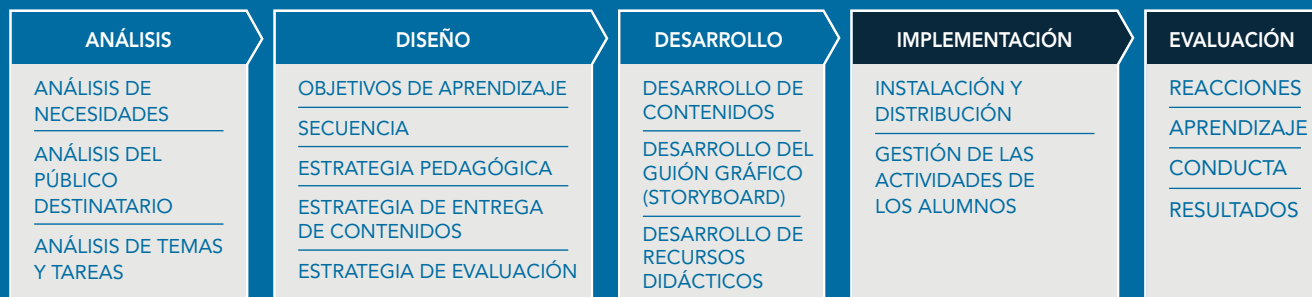 ANÁLISIS
ANÁLISIS DE
NECESIDADES
ANÁLISIS DEL
PÚBLICO
DESTINATARIO
ANÁLISIS DE TEMAS
Y TAREAS
DISEÑO
OBJETIVOS DE APRENDIZAJE
SECUENCIA
ESTRATEGIA PEDAGÓGICA
ESTRATEGIA DE ENTREGA
DE CONTENIDOS
ESTRATEGIA DE EVALUACIÓN
DESARROLLO
DESARROLLO DE
CONTENIDOS
DESARROLLO DEL
GUIÓN GRÁFICO
(STORYBOARD)
DESARROLLO DE
RECURSOS
DIDÁCTICOS
IMPLEMENTACIÓN
INSTALACIÓN Y
DISTRIBUCIÓN
GESTIÓN DE LAS
ACTIVIDADES DE
LOS ALUMNOS
EVALUACIÓN
REACCIONES
APRENDIZAJE
CONDUCTA
RESULTADOS